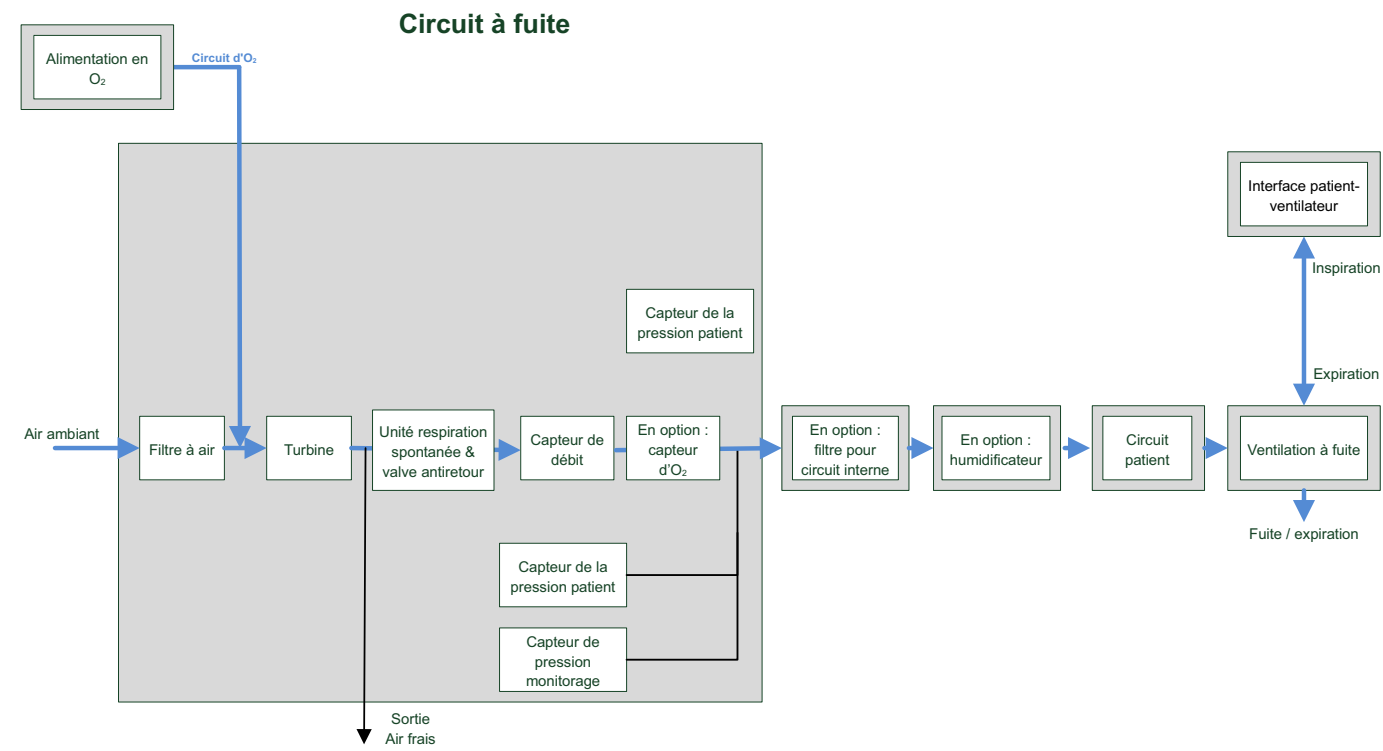 Circuit à fuite
Alimentation en
O₂
Circuit d'O₂
Interface patient-
ventilateur
Inspiration
Expiration
Capteur de la
pression patient
Air ambiant
Filtre à air
Turbine
Unité respiration
spontanée &
valve antiretour
Capteur de
débit
En option :
capteur
d’O₂
En option :
filtre pour
circuit interne
En option :
humidificateur
Circuit
patient
Ventilation à fuite
Fuite / expiration
Capteur de la
pression patient
Capteur de
pression
monitorage
Sortie
Air frais